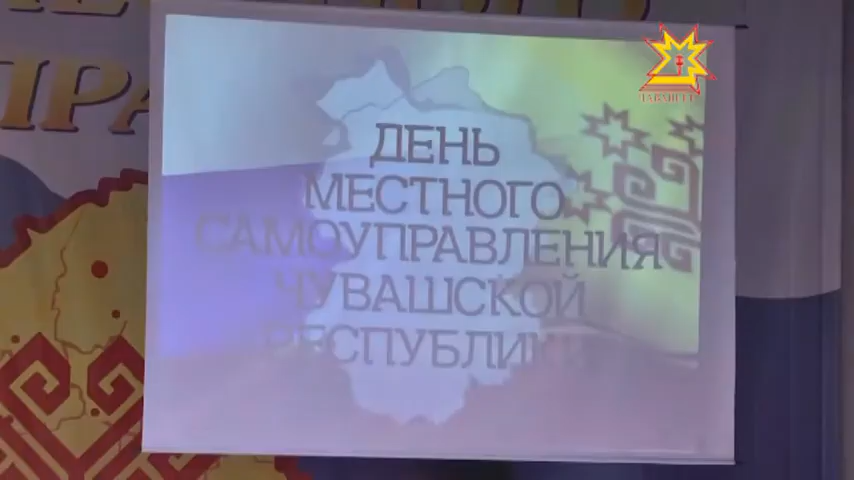 ДЕНЬ
МЕСТНОГО
САМОУПРАВЛЕНИЯ
ЧУВАШСКОЙ
РЕСПУБЛИКИ